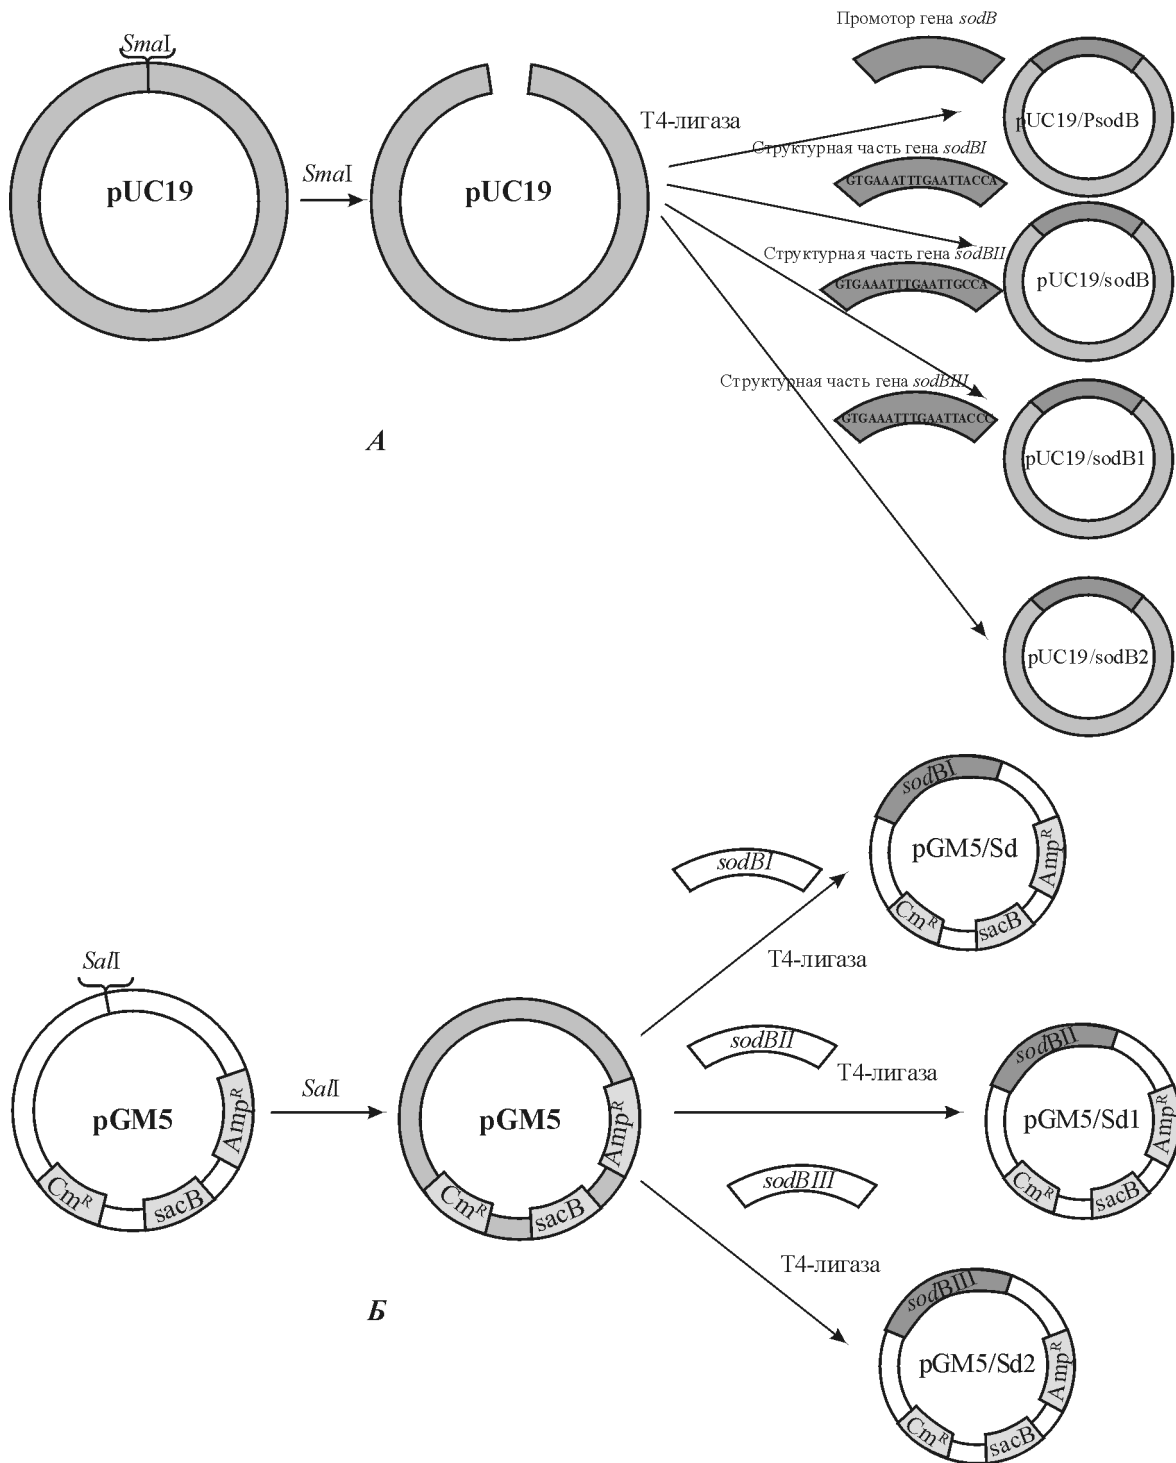 Промотор гена sodB
SmaI
pUC19
SmaI
pUC19
Т4-лигаза
pUC19/PsodB
Структурная часть гена sodBI
GTGAAATTTGAATTACCA
Структурная часть гена sodBII
GTGAAATTTGAATTGCCA
pUC19/sodB
Структурная часть гена sodBIII
GTGAAATTTGAATTACCC
pUC19/sodB1
А
pUC19/sodB2
sodBI
pGM5/Sd
AmpR
CmR
sacB
sodBI
Т4-лигаза
SalI
pGM5
AmpR
CmR
sacB
SalI
pGM5
AmpR
CmR
sacB
sodBII
Т4-лигаза
sodBII
pGM5/Sd1
AmpR
CmR
sacB
sodBIII
Т4-лигаза
sodBIII
pGM5/Sd2
AmpR
CmR
sacB
Б